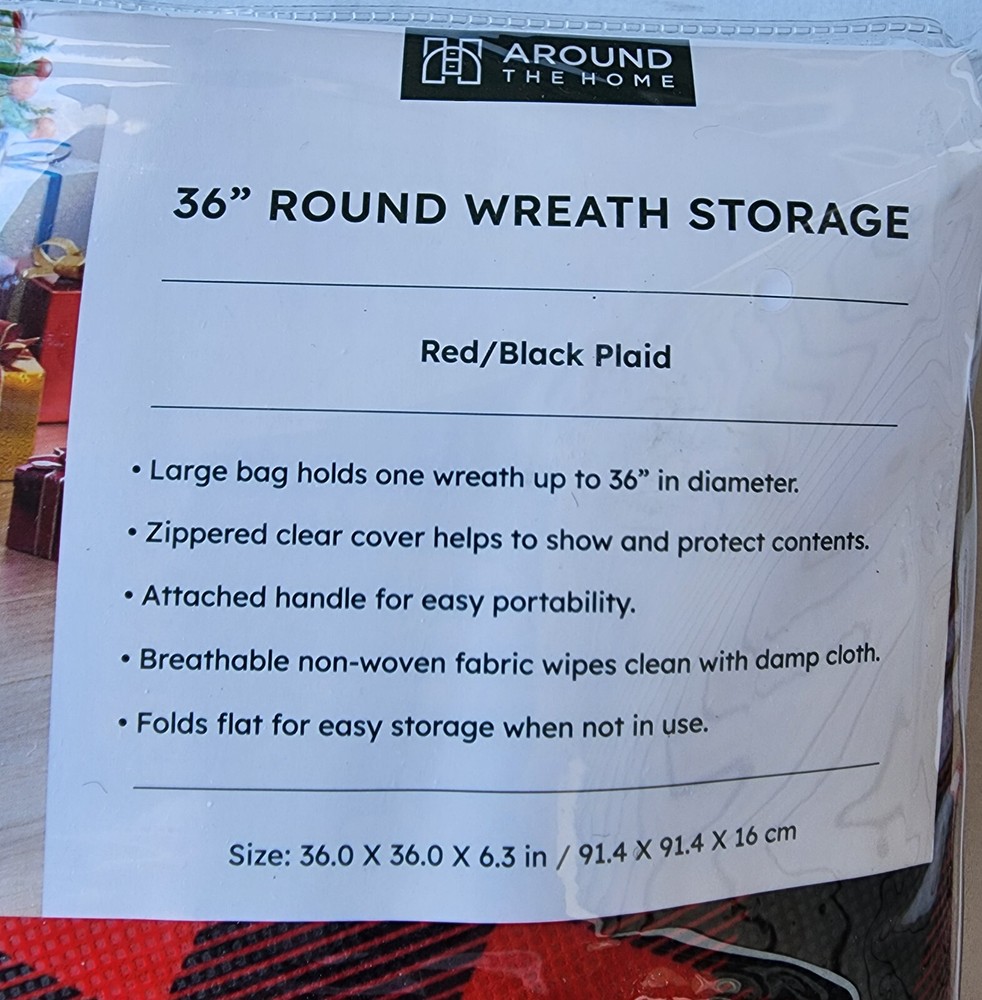 AROUND
THE HOME
36” ROUND WREATH STORAGE
Red/Black Plaid
• Large bag holds one wreath up to 36” in diameter.
• Zippered clear cover helps to show and protect contents.
• Attached handle for easy portability.
• Breathable non-woven fabric wipes clean with damp cloth.
• Folds flat for easy storage when not in use.
Size: 36.0 X 36.0 X 6.3 in / 91.4 X 91.4 X 16 cm